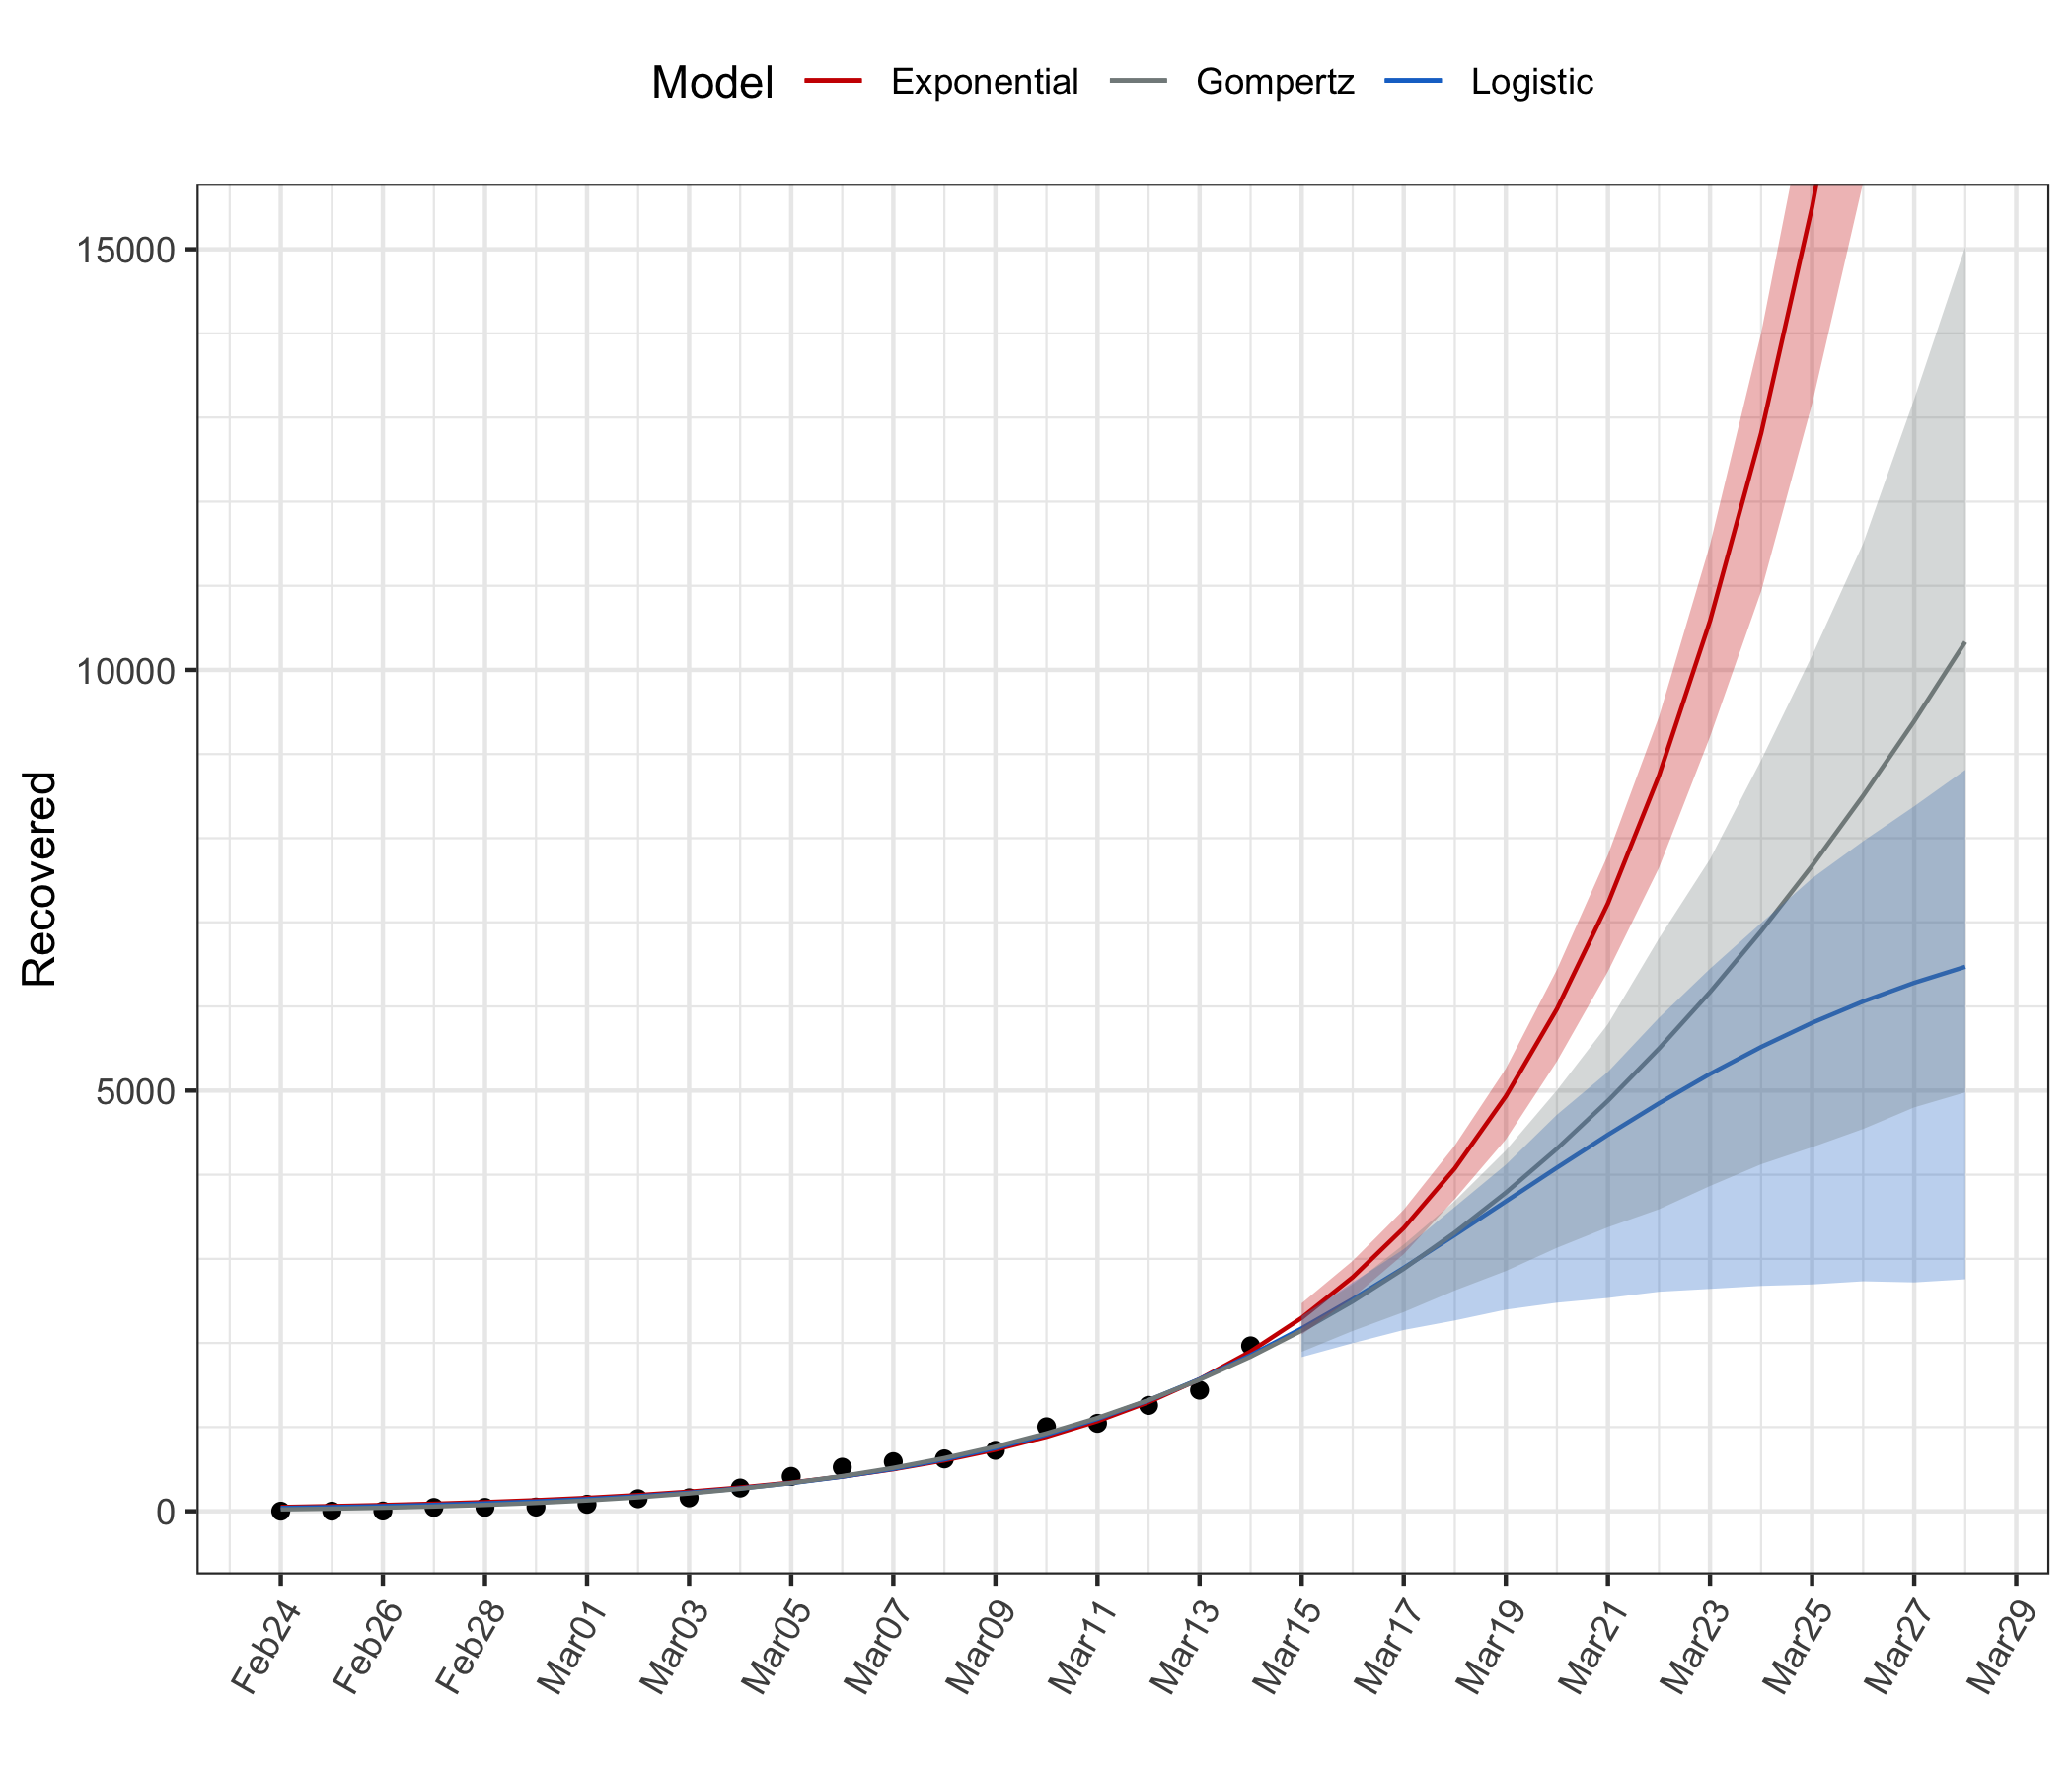 Model Exponential Gompertz Logistic
15000
10000
5000
0
Recovered
Feb24 Feb26 Feb28 Mar01 Mar03 Mar05 Mar07 Mar09 Mar11 Mar13 Mar15 Mar17 Mar19 Mar21 Mar23 Mar25 Mar27 Mar29